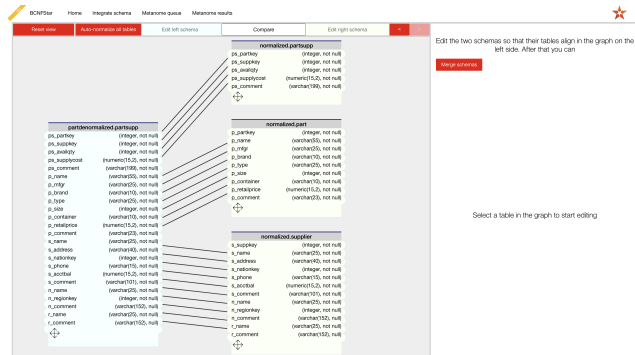 BCNFStar Home Integrate schema Metanome queue Metanome results
Reset view Auto-normalize all tables Edit left schema Compare Edit right schema + -
Edit the two schemas so that their tables align in the graph on the
left side. After that you can
Merge schemas
Select a table in the graph to start editing
partdenormalized.partsupp
ps_partkey (integer, not null)
ps_suppkey (integer, not null)
ps_availqty (integer, not null)
ps_supplycost (numeric(15,2), not null)
ps_comment (varchar(199), not null)
p_name (varchar(55), not null)
p_mfgr (varchar(25), not null)
p_brand (varchar(10), not null)
p_type (varchar(25), not null)
p_size (integer, not null)
p_container (varchar(10), not null)
p_retailprice (numeric(15,2), not null)
p_comment (varchar(23), not null)
s_name (varchar(25), not null)
s_address (varchar(40), not null)
s_nationkey (integer, not null)
s_phone (varchar(15), not null)
s_acctbal (numeric(15,2), not null)
s_comment (varchar(101), not null)
n_name (varchar(25), not null)
n_regionkey (integer, not null)
n_comment (varchar(152), null)
r_name (varchar(25), not null)
r_comment (varchar(152), null)
normalized.partsupp
ps_partkey (integer, not null)
ps_suppkey (integer, not null)
ps_availqty (integer, not null)
ps_supplycost (numeric(15,2), not null)
ps_comment (varchar(199), not null)
normalized.part
p_partkey (integer, not null)
p_name (varchar(55), not null)
p_mfgr (varchar(25), not null)
p_brand (varchar(10), not null)
p_type (varchar(25), not null)
p_size (integer, not null)
p_container (varchar(10), not null)
p_retailprice (numeric(15,2), not null)
p_comment (varchar(23), not null)
normalized.supplier
s_suppkey (integer, not null)
s_name (varchar(25), not null)
s_address (varchar(40), not null)
s_nationkey (integer, not null)
s_phone (varchar(15), not null)
s_acctbal (numeric(15,2), not null)
s_comment (varchar(101), not null)
n_name (varchar(25), not null)
n_regionkey (integer, not null)
n_comment (varchar(152), null)
r_name (varchar(25), not null)
r_comment (varchar(152), null)